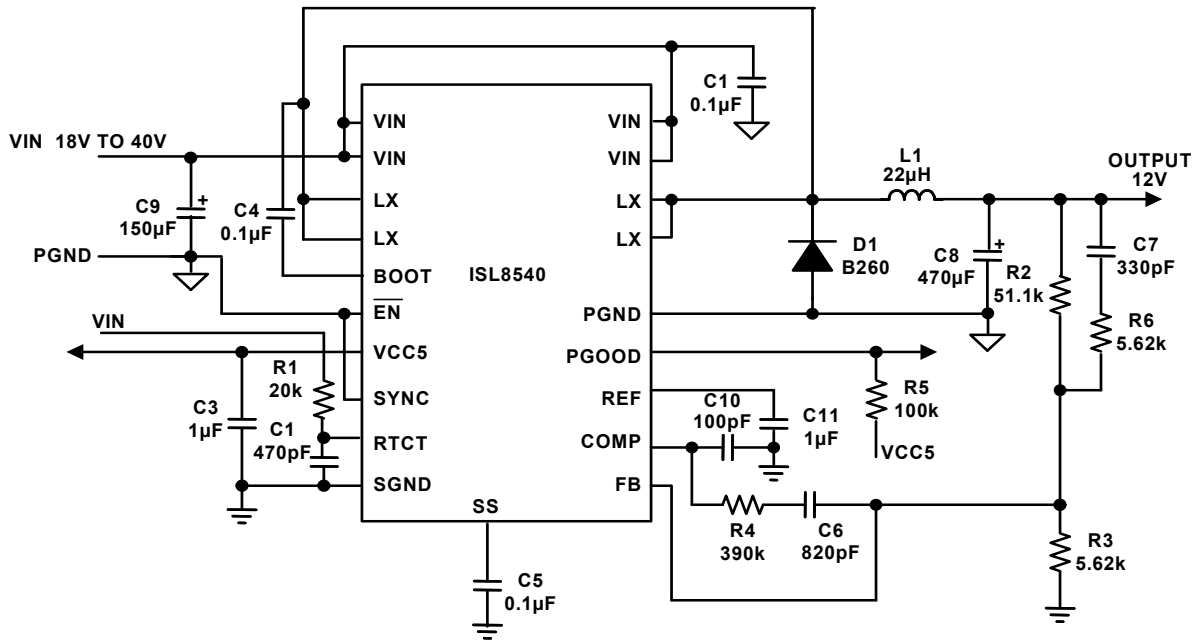 VIN 18V TO 40V
C9
150µF
PGND
C4
0.1µF
VIN
VIN
LX
LX
BOOT
EN
VCC5
SYNC
RTCT
SGND
SS
ISL8540
VIN
VIN
LX
LX
PGND
PGOOD
REF
COMP
FB
C1
0.1µF
L1
22µH
OUTPUT
12V
D1
B260
C8
470µF
R2
51.1k
C7
330pF
R6
5.62k
VIN
R1
20k
C3
1µF
C1
470pF
C10
100pF
C11
1µF
R5
100k
VCC5
R4
390k
C6
820pF
R3
5.62k
C5
0.1µF